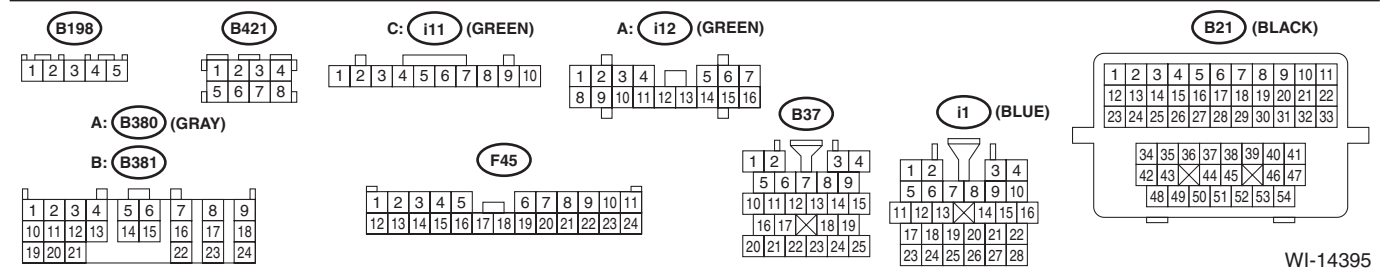 B198
1 2 3 4 5
B421
1 2 3 4
5 6 7 8
C: i11 (GREEN)
1 2 3 4 5 6 7 8 9 10
A: i12 (GREEN)
1 2 3 4 5 6 7
8 9 10 11 12 13 14 15 16
B21 (BLACK)
1 2 3 4 5 6 7 8 9 10 11
12 13 14 15 16 17 18 19 20 21 22
23 24 25 26 27 28 29 30 31 32 33
34 35 36 37 38 39 40 41
42 43 44 45 46 47
48 49 50 51 52 53 54
A: B380 (GRAY)
B: B381
1 2 3 4 5 6 7 8 9
10 11 12 13 14 15 16 17 18
19 20 21 22 23 24
F45
1 2 3 4 5 6 7 8 9 10 11
12 13 14 15 16 17 18 19 20 21 22 23 24
B37
1 2 3 4
5 6 7 8 9
10 11 12 13 14 15
16 17 18 19
20 21 22 23 24 25
i1 (BLUE)
1 2 3 4
5 6 7 8 9 10
11 12 13 14 15 16
17 18 19 20 21 22
23 24 25 26 27 28
WI-14395